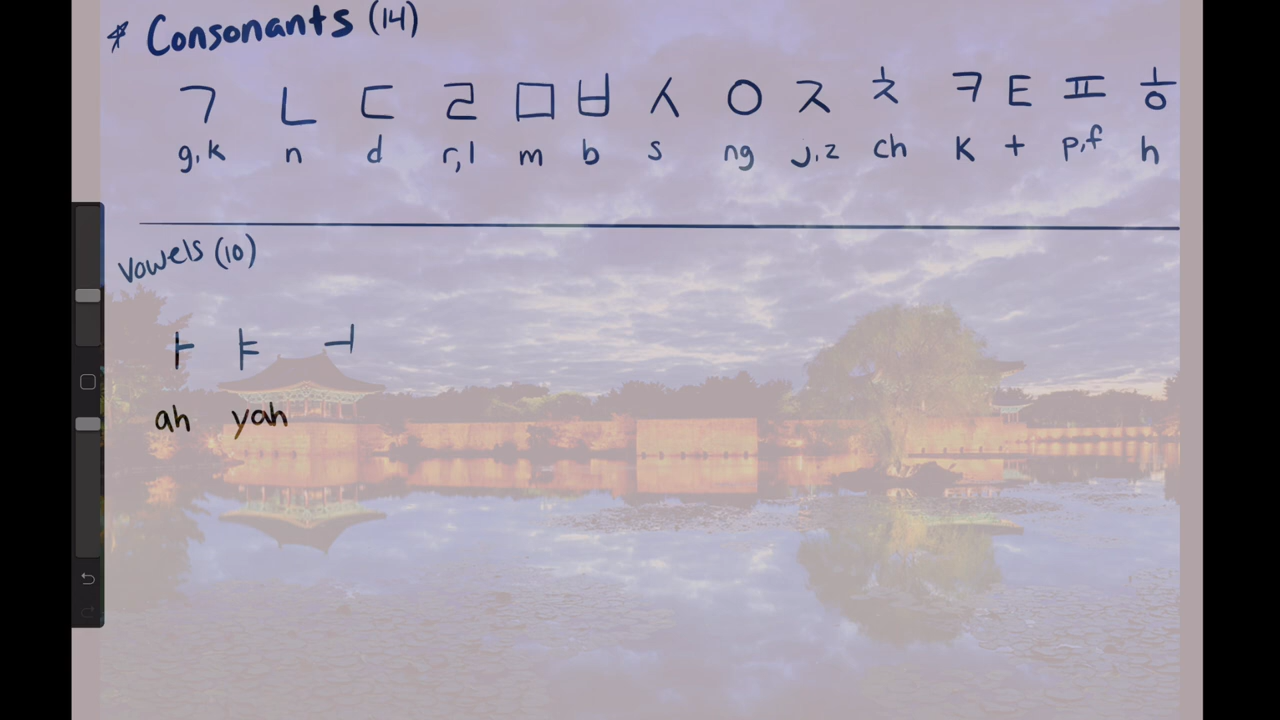 * Consonants (14)
ㄱ ㄴ ㄷ ㄹ ㅁ ㅂ ㅅ ㅇ ㅈ ㅊ ㅋ ㅌ ㅍ ㅎ
g,k n d r,l m b s ng j,z ch k t p,f h
Vowels (10)
ㅏ ㅑ ㅓ
ah yah